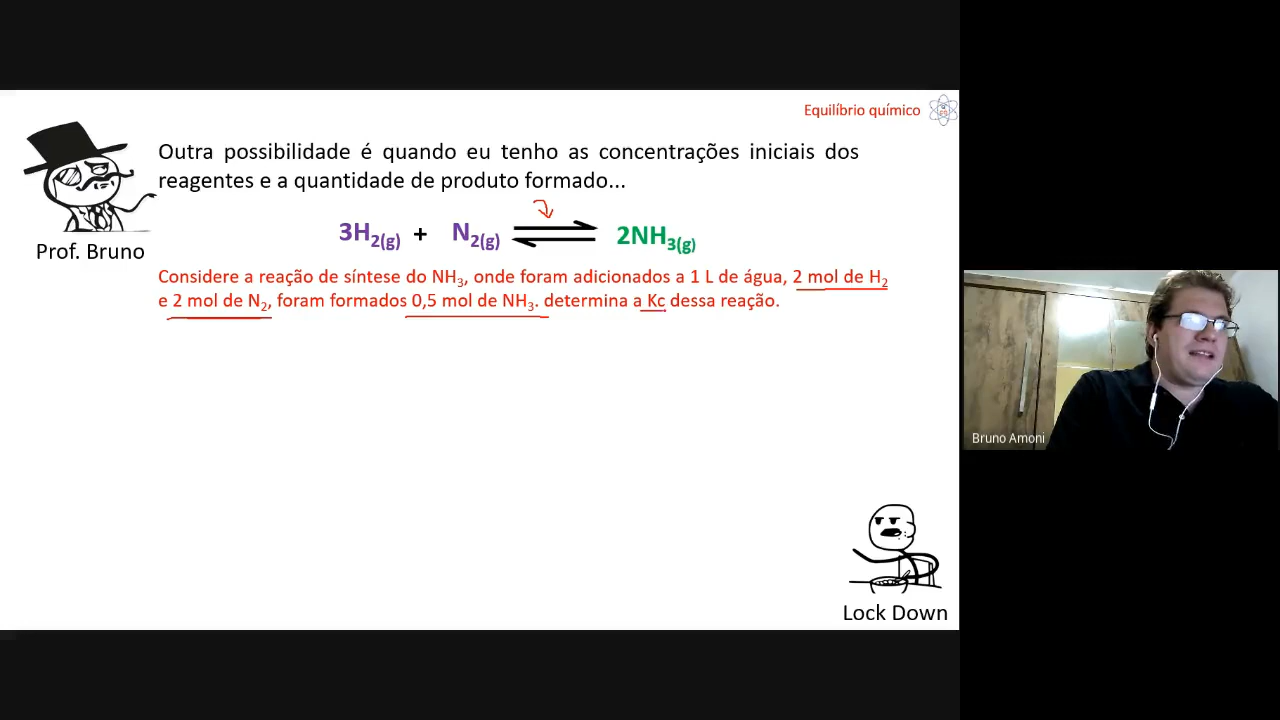 Equilíbrio químico
Outra possibilidade é quando eu tenho as concentrações iniciais dos
reagentes e a quantidade de produto formado...
Prof. Bruno
3H2(g) + N2(g) ⇌ 2NH3(g)
Considere a reação de síntese do NH3, onde foram adicionados a 1 L de água, 2 mol de H2
e 2 mol de N2, foram formados 0,5 mol de NH3. determina a Kc dessa reação.
Bruno Amoni
Lock Down